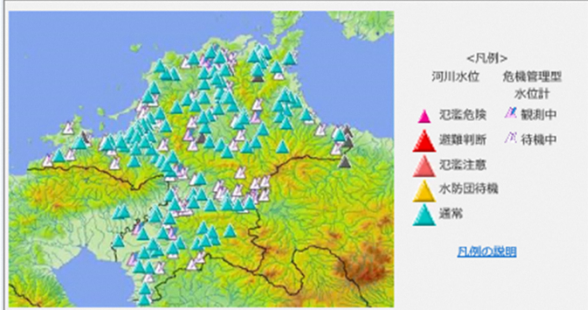 <凡例>
河川水位
危機管理型
水位計
氾濫危険
観測中
避難判断
待機中
氾濫注意
水防団待機
通常
凡例の説明